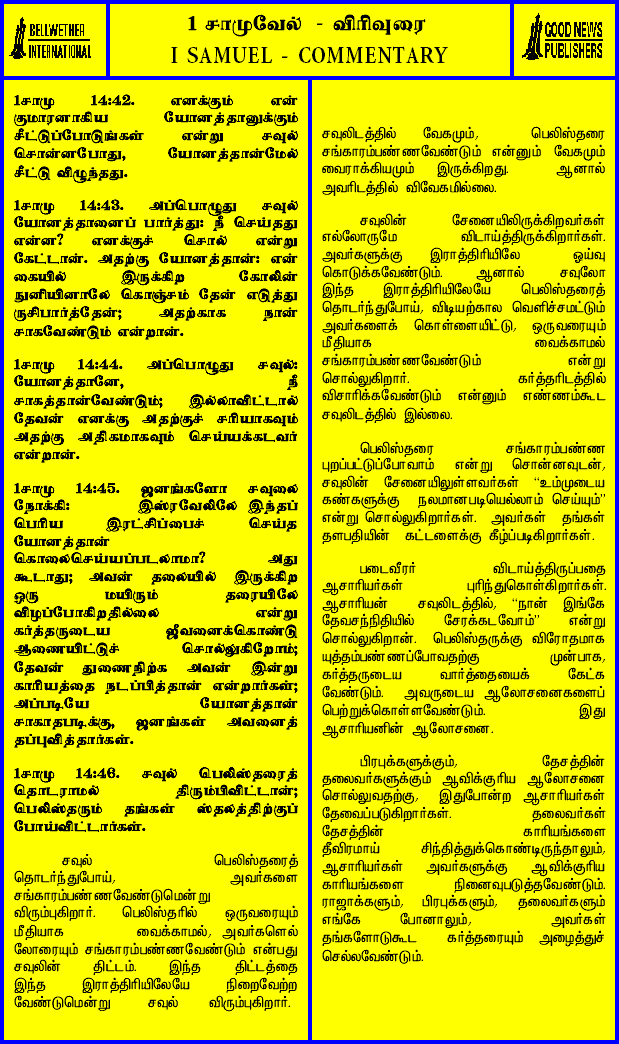 BELLWETHER
INTERNATIONAL
1 சாமுவேல் - விரிவுரை
I SAMUEL - COMMENTARY
GOOD NEWS
PUBLISHERS
1சாமு 14:42. எனக்கும் என்
குமாரனாகிய யோனத்தானுக்கும்
சீட்டுப்போடுங்கள் என்று சவுல்
சொன்னபோது, யோனத்தான்மேல்
சீட்டு விழுந்தது.
1சாமு 14:43. அப்பொழுது சவுல்
யோனத்தானைப் பார்த்து: நீ செய்தது
என்ன? எனக்குச் சொல் என்று
கேட்டான். அதற்கு யோனத்தான்: என்
கையில் இருக்கிற கோலின்
நுனியினாலே கொஞ்சம் தேன் எடுத்து
ருசிபார்த்தேன்; அதற்காக நான்
சாகவேண்டும் என்றான்.
1சாமு 14:44. அப்பொழுது சவுல்:
யோனத்தானே, நீ
சாகத்தான்வேண்டும்; இல்லாவிட்டால்
தேவன் எனக்கு அதற்குச் சரியாகவும்
அதற்கு அதிகமாகவும் செய்யக்கடவர்
என்றான்.
1சாமு 14:45. ஜனங்களோ சவுலை
நோக்கி: இஸ்ரவேலிலே இந்தப்
பெரிய இரட்சிப்பைச் செய்த
யோனத்தான்
கொலைசெய்யப்படலாமா? அது
கூடாது; அவன் தலையில் இருக்கிற
ஒரு மயிரும் தரையிலே
விழப்போகிறதில்லை என்று
கர்த்தருடைய ஜீவனைக்கொண்டு
ஆணையிட்டுச் சொல்லுகிறோம்;
தேவன் துணைநிற்க அவன் இன்று
காரியத்தை நடப்பித்தான் என்றார்கள்;
அப்படியே யோனத்தான்
சாகாதபடிக்கு, ஜனங்கள் அவனைத்
தப்புவித்தார்கள்.
1சாமு 14:46. சவுல் பெலிஸ்தரைத்
தொடராமல் திரும்பிவிட்டான்;
பெலிஸ்தரும் தங்கள் ஸ்தலத்திற்குப்
போய்விட்டார்கள்.
சவுல் பெலிஸ்தரைத்
தொடர்ந்துபோய், அவர்களை
சங்காரம்பண்ணவேண்டுமென்று
விரும்புகிறார். பெலிஸ்தரில் ஒருவரையும்
மீதியாக வைக்காமல், அவர்களெல்
லோரையும் சங்காரம்பண்ணவேண்டும் என்பது
சவுலின் திட்டம். இந்த திட்டத்தை
இந்த இராத்திரியிலேயே நிறைவேற்ற
வேண்டுமென்று சவுல் விரும்புகிறார்.
சவுலிடத்தில் வேகமும், பெலிஸ்தரை
சங்காரம்பண்ணவேண்டும் என்னும் வேகமும்
வைராக்கியமும் இருக்கிறது. ஆனால்
அவரிடத்தில் விவேகமில்லை.
சவுலின் சேனையிலிருக்கிறவர்கள்
எல்லோருமே விடாய்த்திருக்கிறார்கள்.
அவர்களுக்கு இராத்திரியிலே ஓய்வு
கொடுக்கவேண்டும். ஆனால் சவுலோ
இந்த இராத்திரியிலேயே பெலிஸ்தரைத்
தொடர்ந்துபோய், விடியற்கால வெளிச்சமட்டும்
அவர்களைக் கொள்ளையிட்டு, ஒருவரையும்
மீதியாக வைக்காமல்
சங்காரம்பண்ணவேண்டும் என்று
சொல்லுகிறார். கர்த்தரிடத்தில்
விசாரிக்கவேண்டும் என்னும் எண்ணம்கூட
சவுலிடத்தில் இல்லை.
பெலிஸ்தரை சங்காரம்பண்ண
புறப்பட்டுப்போவாம் என்று சொன்னவுடன்,
சவுலின் சேனையிலுள்ளவர்கள் “உம்முடைய
கண்களுக்கு நலமானபடியெல்லாம் செய்யும்”
என்று சொல்லுகிறார்கள். அவர்கள் தங்கள்
தளபதியின் கட்டளைக்கு கீழ்ப்படிகிறார்கள்.
படைவீரர் விடாய்த்திருப்பதை
ஆசாரியர்கள் புரிந்துகொள்கிறார்கள்.
ஆசாரியன் சவுலிடத்தில், “நான் இங்கே
தேவசந்நிதியில் சேரக்கடவோம்” என்று
சொல்லுகிறான். பெலிஸ்தருக்கு விரோதமாக
யுத்தம்பண்ணப்போவதற்கு முன்பாக,
கர்த்தருடைய வார்த்தையைக் கேட்க
வேண்டும். அவருடைய ஆலோசனைகளைப்
பெற்றுக்கொள்ளவேண்டும். இது
ஆசாரியனின் ஆலோசனை.
பிரபுக்களுக்கும், தேசத்தின்
தலைவர்களுக்கும் ஆவிக்குரிய ஆலோசனை
சொல்லுவதற்கு, இதுபோன்ற ஆசாரியர்கள்
தேவைப்படுகிறார்கள். தலைவர்கள்
தேசத்தின் காரியங்களை
தீவிரமாய் சிந்தித்துக்கொண்டிருந்தாலும்,
ஆசாரியர்கள் அவர்களுக்கு ஆவிக்குரிய
காரியங்களை நினைவுபடுத்தவேண்டும்.
ராஜாக்களும், பிரபுக்களும், தலைவர்களும்
எங்கே போனாலும், அவர்கள்
தங்களோடுகூட கர்த்தரையும் அழைத்துச்
செல்லவேண்டும்.